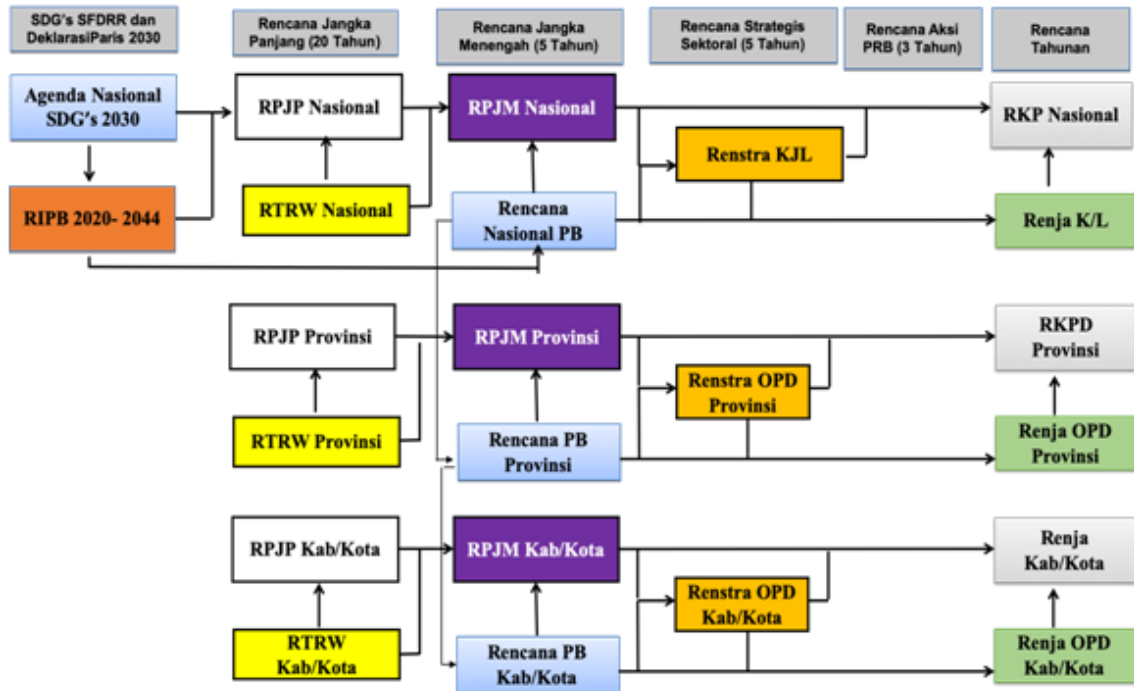 SDG's SFDRR dan
DeklarasiParis 2030
Rencana Jangka
Panjang (20 Tahun)
Rencana Jangka
Menengah (5 Tahun)
Rencana Strategis
Sektoral (5 Tahun)
Rencana Aksi
PRB (3 Tahun)
Rencana
Tahunan
Agenda Nasional
SDG's 2030
RPJP Nasional
RPJM Nasional
RKP Nasional
Renstra KJL
RIPB 2020- 2044
RTRW Nasional
Rencana
Nasional PB
Renja K/L
RPJP Provinsi
RPJM Provinsi
RKPD
Provinsi
Renstra OPD
Provinsi
RTRW Provinsi
Rencana PB
Provinsi
Renja OPD
Provinsi
RPJP Kab/Kota
RPJM Kab/Kota
Renja
Kab/Kota
Renstra OPD
Kab/Kota
RTRW
Kab/Kota
Rencana PB
Kab/Kota
Renja OPD
Kab/Kota